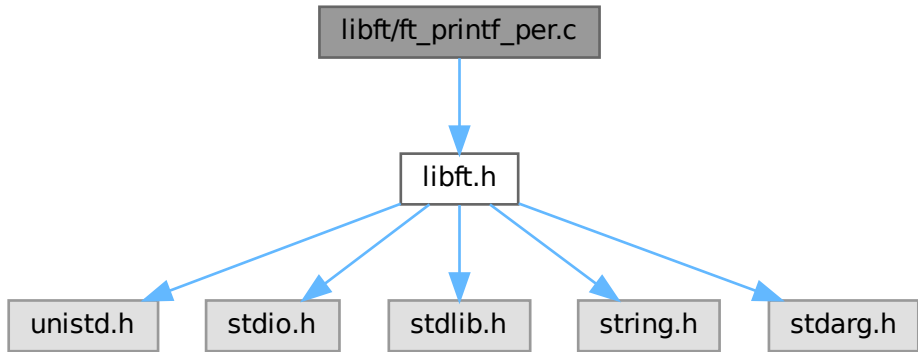 libft/ft_printf_per.c
libft.h
unistd.h
stdio.h
stdlib.h
string.h
stdarg.h